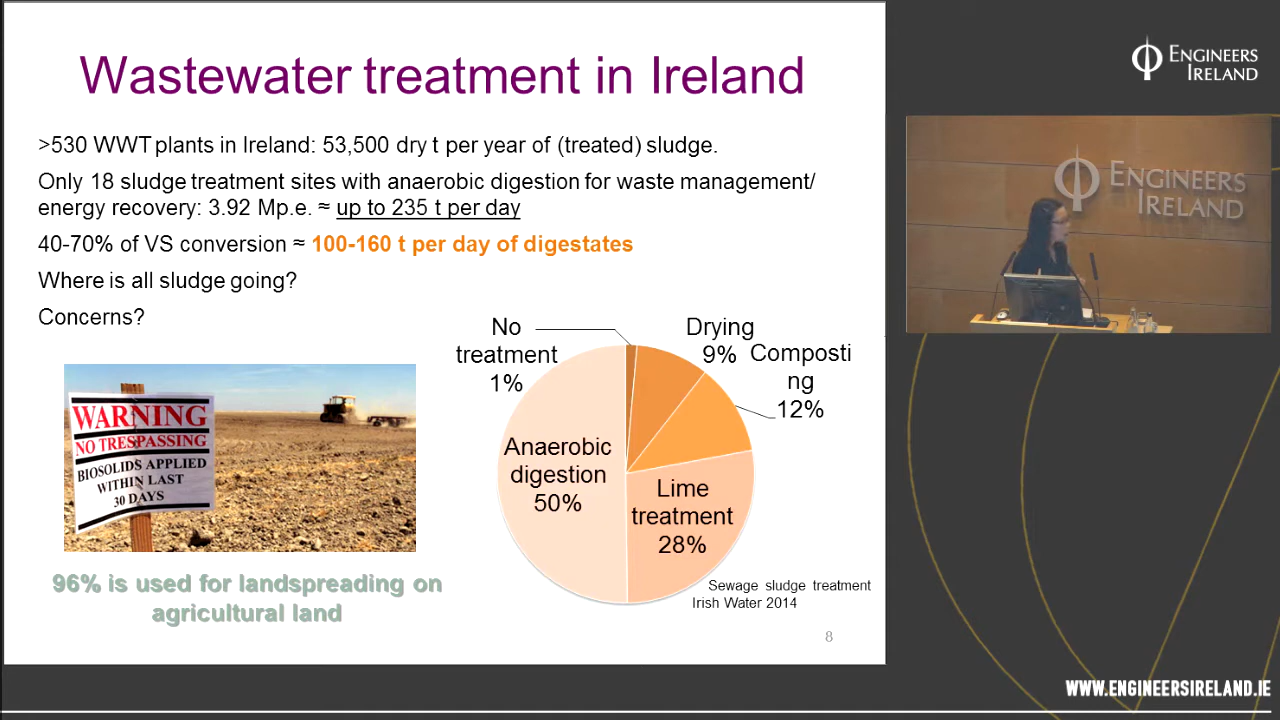 Wastewater treatment in Ireland
>530 WWT plants in Ireland: 53,500 dry t per year of (treated) sludge.
Only 18 sludge treatment sites with anaerobic digestion for waste management/
energy recovery: 3.92 Mp.e. ≈ up to 235 t per day
40-70% of VS conversion ≈ 100-160 t per day of digestates
Where is all sludge going?
Concerns?
No
treatment
1%
Drying
9%
Composti
ng
12%
Anaerobic
digestion
50%
Lime
treatment
28%
WARNING
NO TRESPASSING
BIOSOLIDS APPLIED
WITHIN LAST
30 DAYS
96% is used for landspreading on
agricultural land
Sewage sludge treatment
Irish Water 2014
8
ENGINEERS
IRELAND
ENGINEERS
IRELAND
WWW.ENGINEERSIRELAND.IE